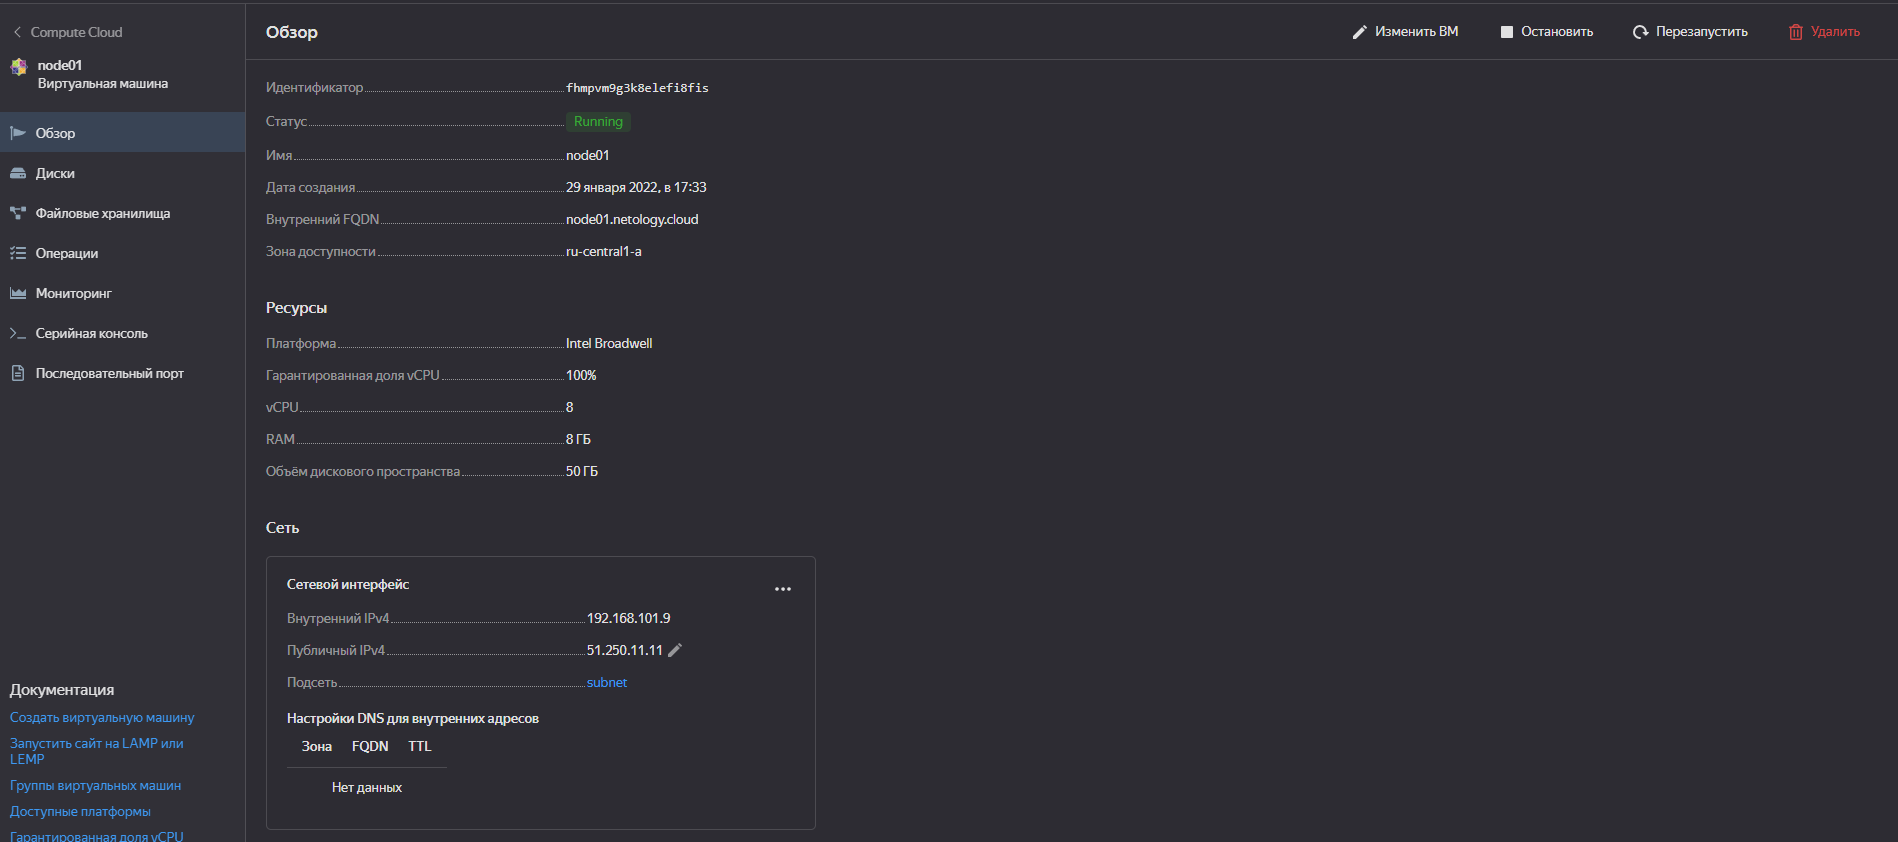 Compute Cloud
node01
Виртуальная машина
Обзор
Диски
Файловые хранилища
Операции
Мониторинг
Серийная консоль
Последовательный порт
Документация
Создать виртуальную машину
Запустить сайт на LAMP или
LEMP
Группы виртуальных машин
Доступные платформы
Гарантированная доля vCPU
Обзор
Изменить ВМ
Остановить
Перезапустить
Удалить
Идентификатор fhmpvm9g3k8elefi8fis
Статус Running
Имя node01
Дата создания 29 января 2022, в 17:33
Внутренний FQDN node01.netology.cloud
Зона доступности ru-central1-a
Ресурсы
Платформа Intel Broadwell
Гарантированная доля vCPU 100%
vCPU 8
RAM 8 ГБ
Объём дискового пространства 50 ГБ
Сеть
Сетевой интерфейс
Внутренний IPv4 192.168.101.9
Публичный IPv4 51.250.11.11
Подсеть subnet
Настройки DNS для внутренних адресов
Зона FQDN TTL
Нет данных